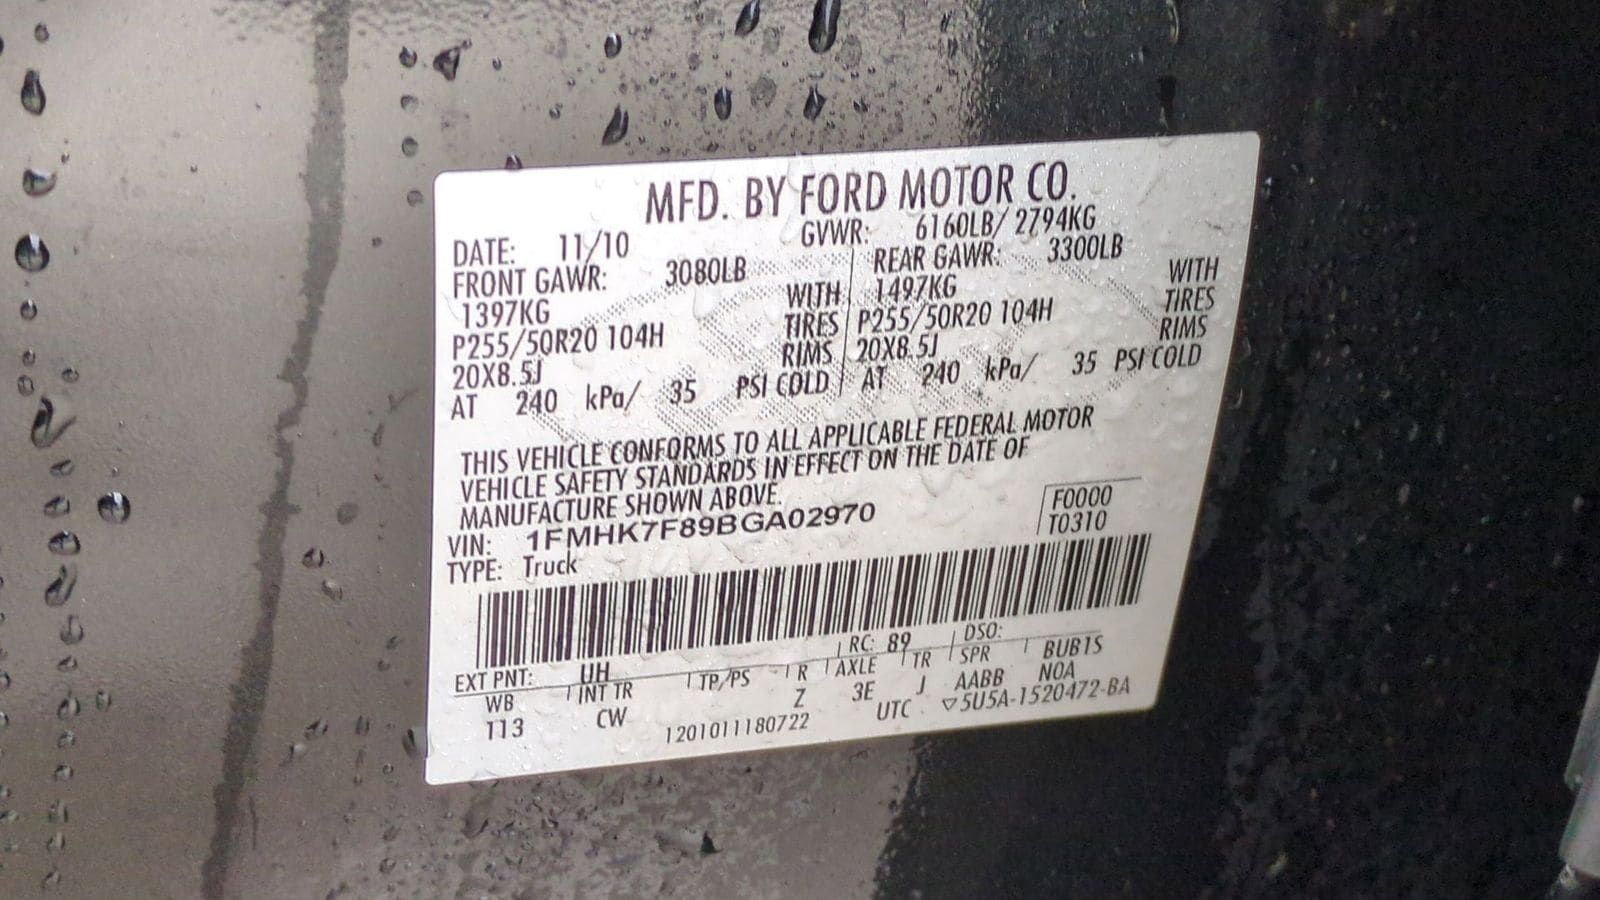 MFD. BY FORD MOTOR CO.
DATE: 11/10 GVWR: 6160LB/ 2794KG
FRONT GAWR: 3080LB REAR GAWR: 3300LB
1397KG WITH 1497KG WITH
P255/50R20 104H TIRES P255/50R20 104H TIRES
20X8.5J RIMS 20X8.5J RIMS
AT 240 kPa/ 35 PSI COLD AT 240 kPa/ 35 PSI COLD
THIS VEHICLE CONFORMS TO ALL APPLICABLE FEDERAL MOTOR
VEHICLE SAFETY STANDARDS IN EFFECT ON THE DATE OF
MANUFACTURE SHOWN ABOVE.
VIN: 1FMHK7F89BGA02970 F0000
TYPE: Truck T0310
EXT PNT: UH RC: 89 DSO:
WB INT TR TP/PS R AXLE TR SPR BUB1S
113 CW Z 3E J AABB N0A
1201011180722 UTC ▽5U5A-1520472-BA